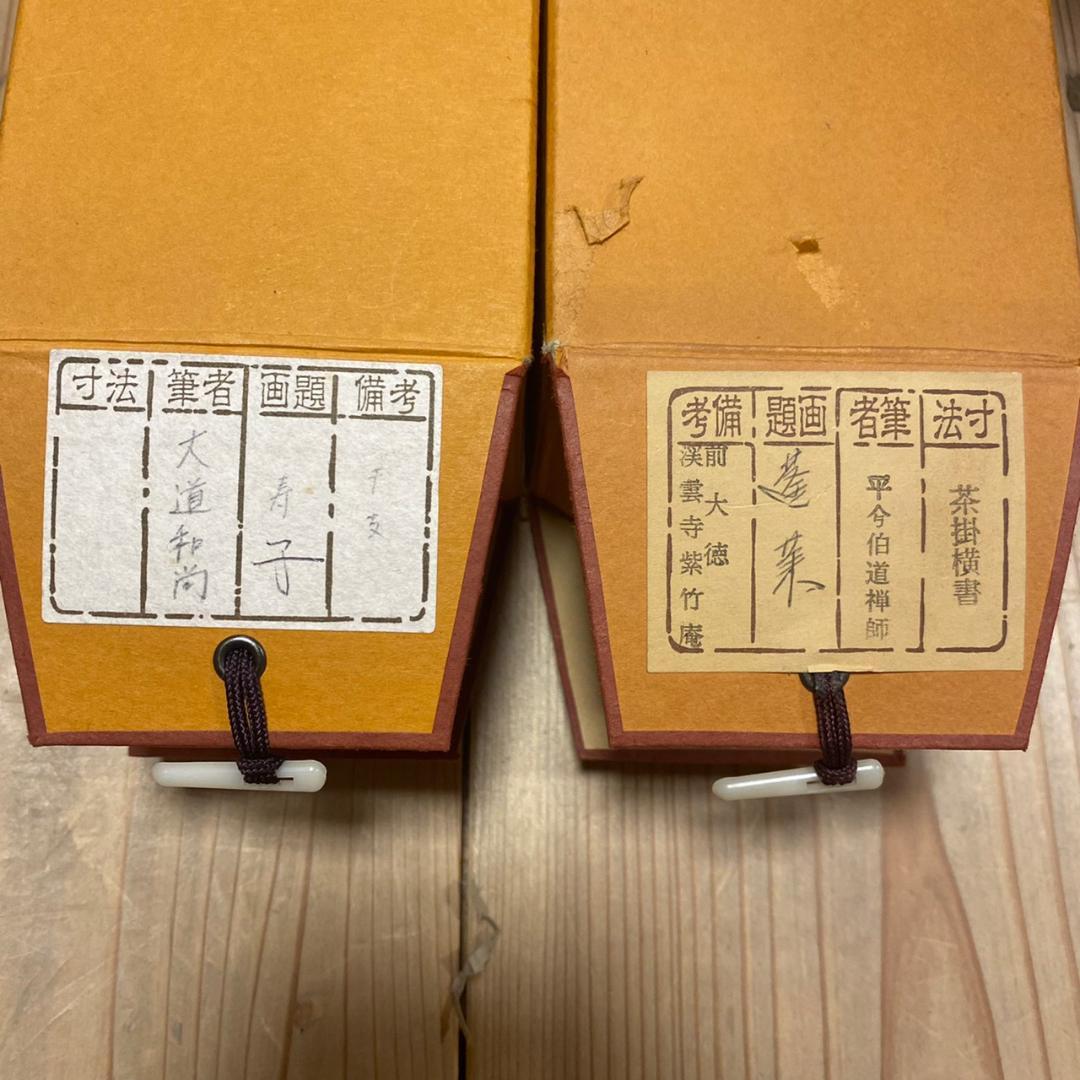 寸法
筆者
大道和尚
画題
寿子
備考
干支
寸法
茶掛横書
筆者
平兮伯道禅師
画題
蓬莱
備考
前大徳
渓雲寺紫竹庵